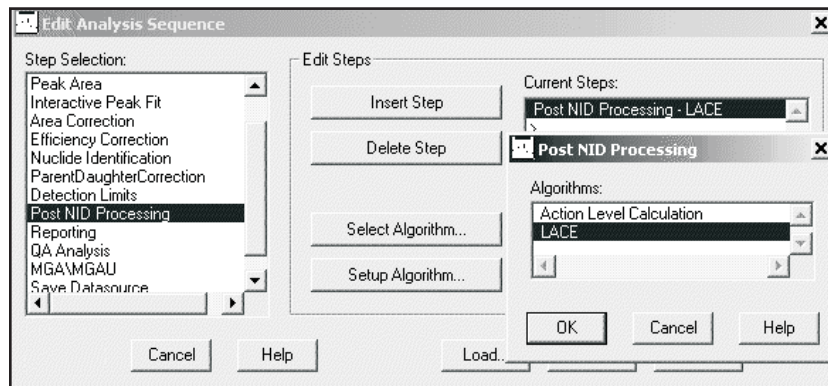 Edit Analysis Sequence
Step Selection:
Peak Area
Interactive Peak Fit
Area Correction
Efficiency Correction
Nuclide Identification
ParentDaughterCorrection
Detection Limits
Post NID Processing
Reporting
QA Analysis
MGA\MGAU
Save Datasource
Cancel
Help
Edit Steps
Insert Step
Delete Step
Select Algorithm...
Setup Algorithm...
Load..
Current Steps:
Post NID Processing - LACE
Post NID Processing
Algorithms:
Action Level Calculation
LACE
OK
Cancel
Help